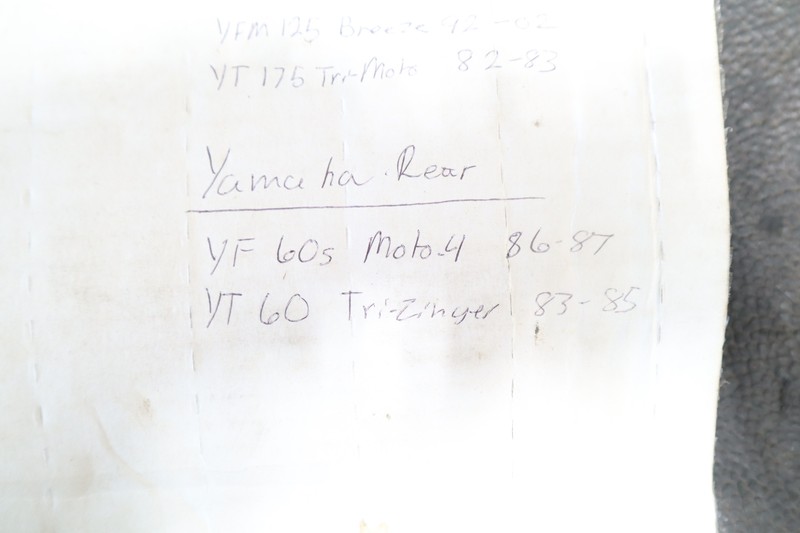 YFM 125 Breeze 92-02
YT 175 Tri-Moto 82-83
Yamaha Rear
YF 60s Moto-4 86-87
YT 60 Tri-Zinger 83-85